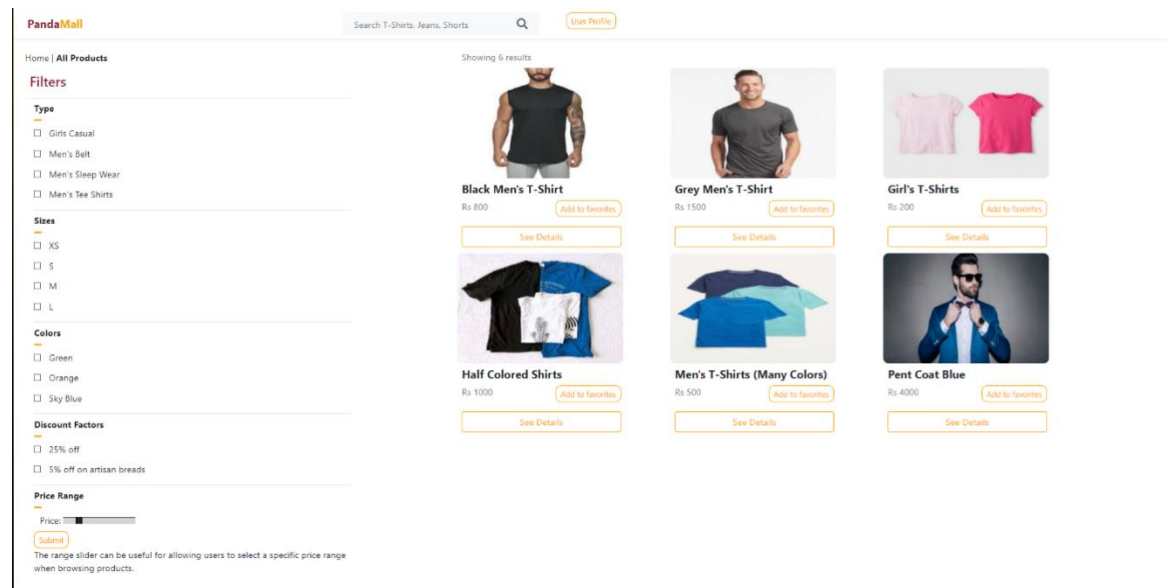 PandaMall
Search T-Shirts, Jeans, Shorts
User Profile
Home | All Products
Filters
Type
Girls Casual
Men's Belt
Men's Sleep Wear
Men's Tee Shirts
Sizes
XS
S
M
L
Colors
Green
Orange
Sky Blue
Discount Factors
25% off
5% off on artisan breads
Price Range
Price:
Submit
The range slider can be useful for allowing users to select a specific price range
when browsing products.
Showing 6 results
Black Men's T-Shirt
Rs 800
Add to favorites
See Details
Grey Men's T-Shirt
Rs 1500
Add to favorites
See Details
Girl's T-Shirts
Rs 200
Add to favorites
See Details
Half Colored Shirts
Rs 1000
Add to favorites
See Details
Men's T-Shirts (Many Colors)
Rs 500
Add to favorites
See Details
Pent Coat Blue
Rs 4000
Add to favorites
See Details